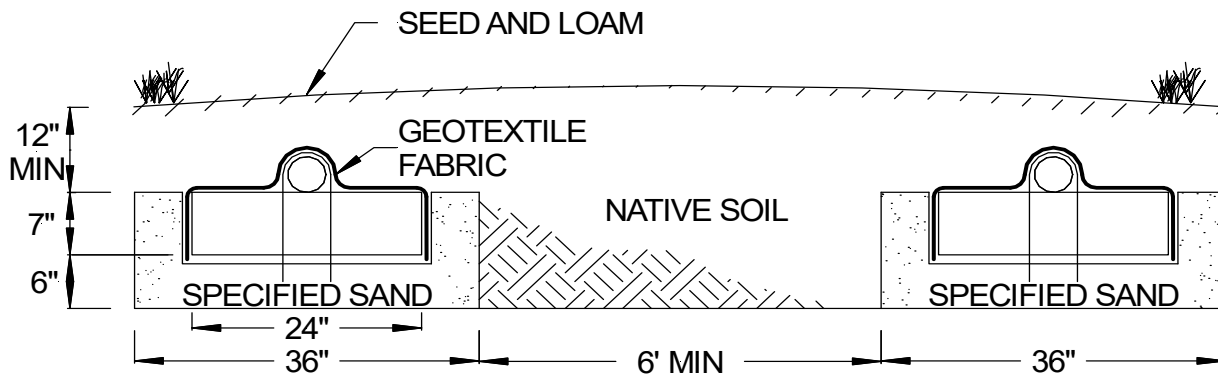 SEED AND LOAM
12"
MIN
GEOTEXTILE
FABRIC
7"
NATIVE SOIL
6"
SPECIFIED SAND
SPECIFIED SAND
24"
36"
6' MIN
36"